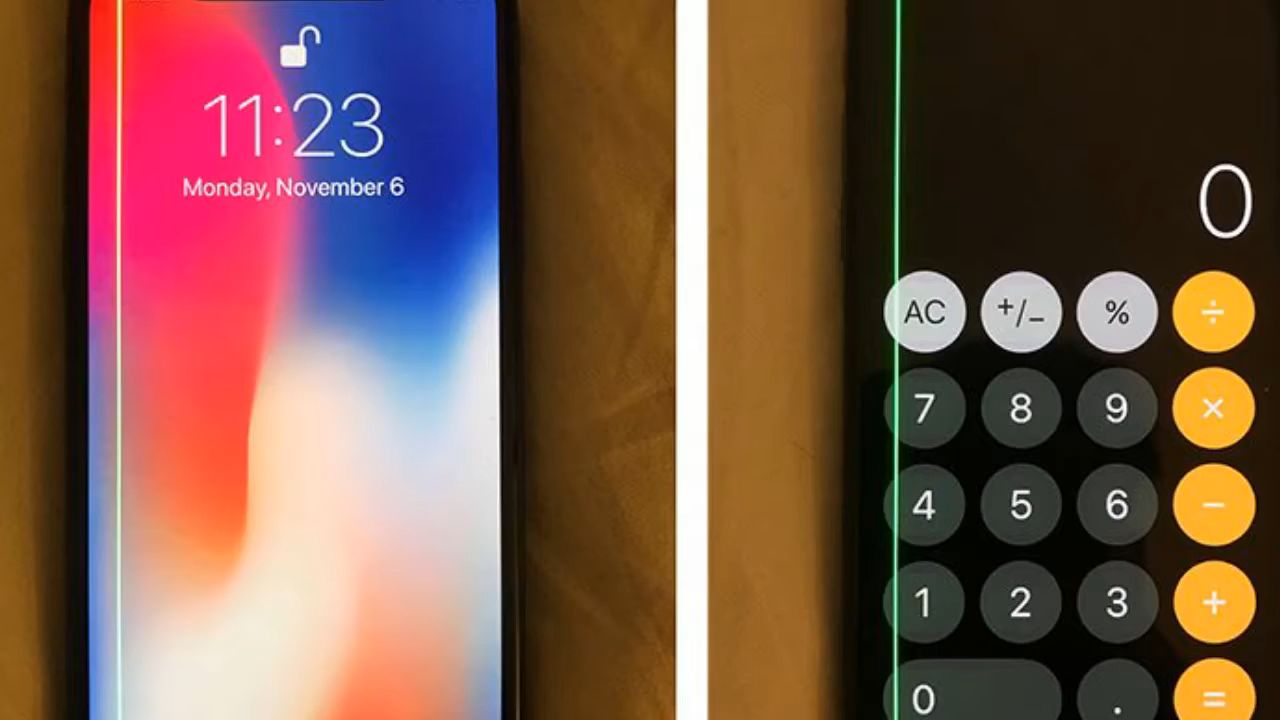 11:23
Monday, November 6
0
AC +/− % ÷
7 8 9 ×
4 5 6 −
1 2 3 +
0 . =